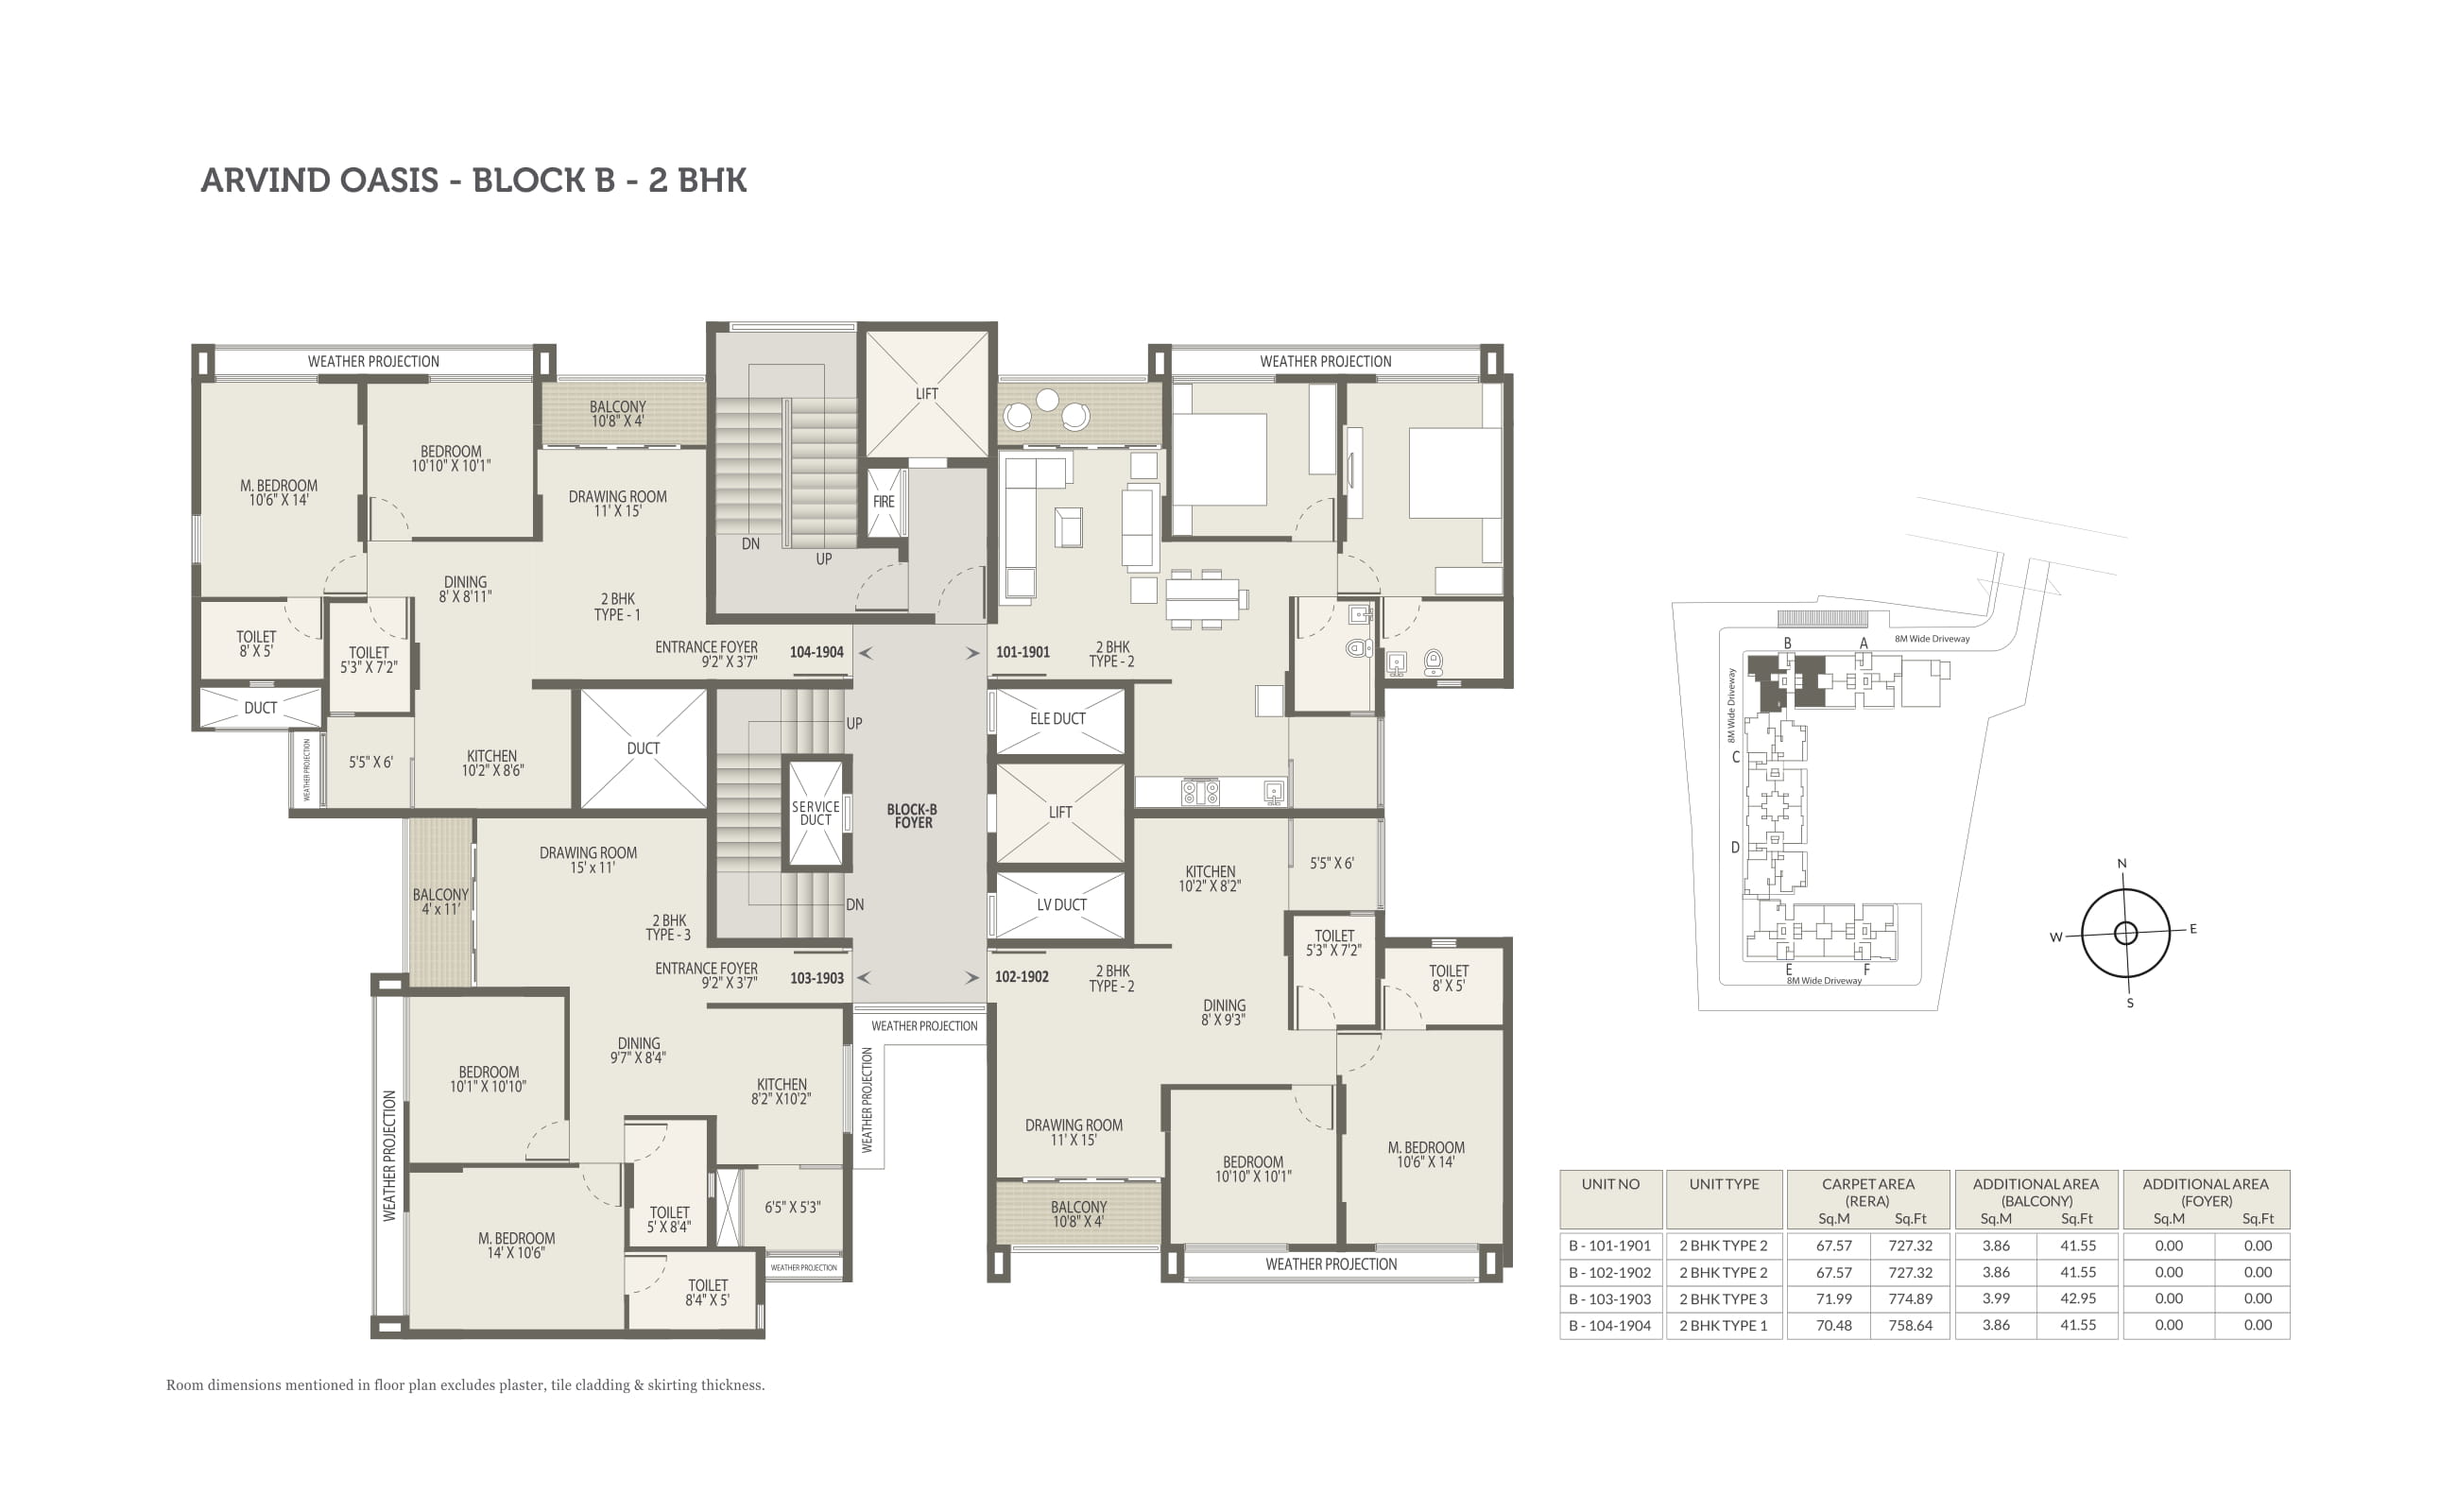 ARVIND OASIS - BLOCK B - 2 BHK
WEATHER PROJECTION
BALCONY
10'8" X 4'
BEDROOM
10'10" X 10'1"
M. BEDROOM
10'6" X 14'
DRAWING ROOM
11' X 15'
DINING
8' X 8'11"
2 BHK
TYPE - 1
TOILET
8' X 5'
TOILET
5'3" X 7'2"
ENTRANCE FOYER
9'2" X 3'7"
104-1904
DUCT
WEATHER PROJECTION
5'5" X 6'
KITCHEN
10'2" X 8'6"
DUCT
LIFT
FIRE
DN
UP
UP
SERVICE
DUCT
DN
BLOCK-B
FOYER
WEATHER PROJECTION
101-1901
2 BHK
TYPE - 2
ELE DUCT
LIFT
LV DUCT
DRAWING ROOM
15' x 11'
BALCONY
4' x 11'
2 BHK
TYPE - 3
ENTRANCE FOYER
9'2" X 3'7"
103-1903
DINING
9'7" X 8'4"
BEDROOM
10'1" X 10'10"
KITCHEN
8'2" X10'2"
WEATHER PROJECTION
WEATHER PROJECTION
WEATHER PROJECTION
M. BEDROOM
14' X 10'6"
TOILET
5' X 8'4"
6'5" X 5'3"
WEATHER PROJECTION
TOILET
8'4" X 5'
KITCHEN
10'2" X 8'2"
5'5" X 6'
TOILET
5'3" X 7'2"
TOILET
8' X 5'
102-1902
2 BHK
TYPE - 2
DINING
8' X 9'3"
DRAWING ROOM
11' X 15'
BEDROOM
10'10" X 10'1"
M. BEDROOM
10'6" X 14'
BALCONY
10'8" X 4'
WEATHER PROJECTION
8M Wide Driveway
B
A
8M Wide Driveway
C
D
E
F
8M Wide Driveway
N
W
E
S
UNIT NO UNIT TYPE CARPET AREA ADDITIONAL AREA ADDITIONAL AREA
(RERA) (BALCONY) (FOYER)
Sq.M Sq.Ft Sq.M Sq.Ft Sq.M Sq.Ft
B - 101-1901 2 BHK TYPE 2 67.57 727.32 3.86 41.55 0.00 0.00
B - 102-1902 2 BHK TYPE 2 67.57 727.32 3.86 41.55 0.00 0.00
B - 103-1903 2 BHK TYPE 3 71.99 774.89 3.99 42.95 0.00 0.00
B - 104-1904 2 BHK TYPE 1 70.48 758.64 3.86 41.55 0.00 0.00
Room dimensions mentioned in floor plan excludes plaster, tile cladding & skirting thickness.